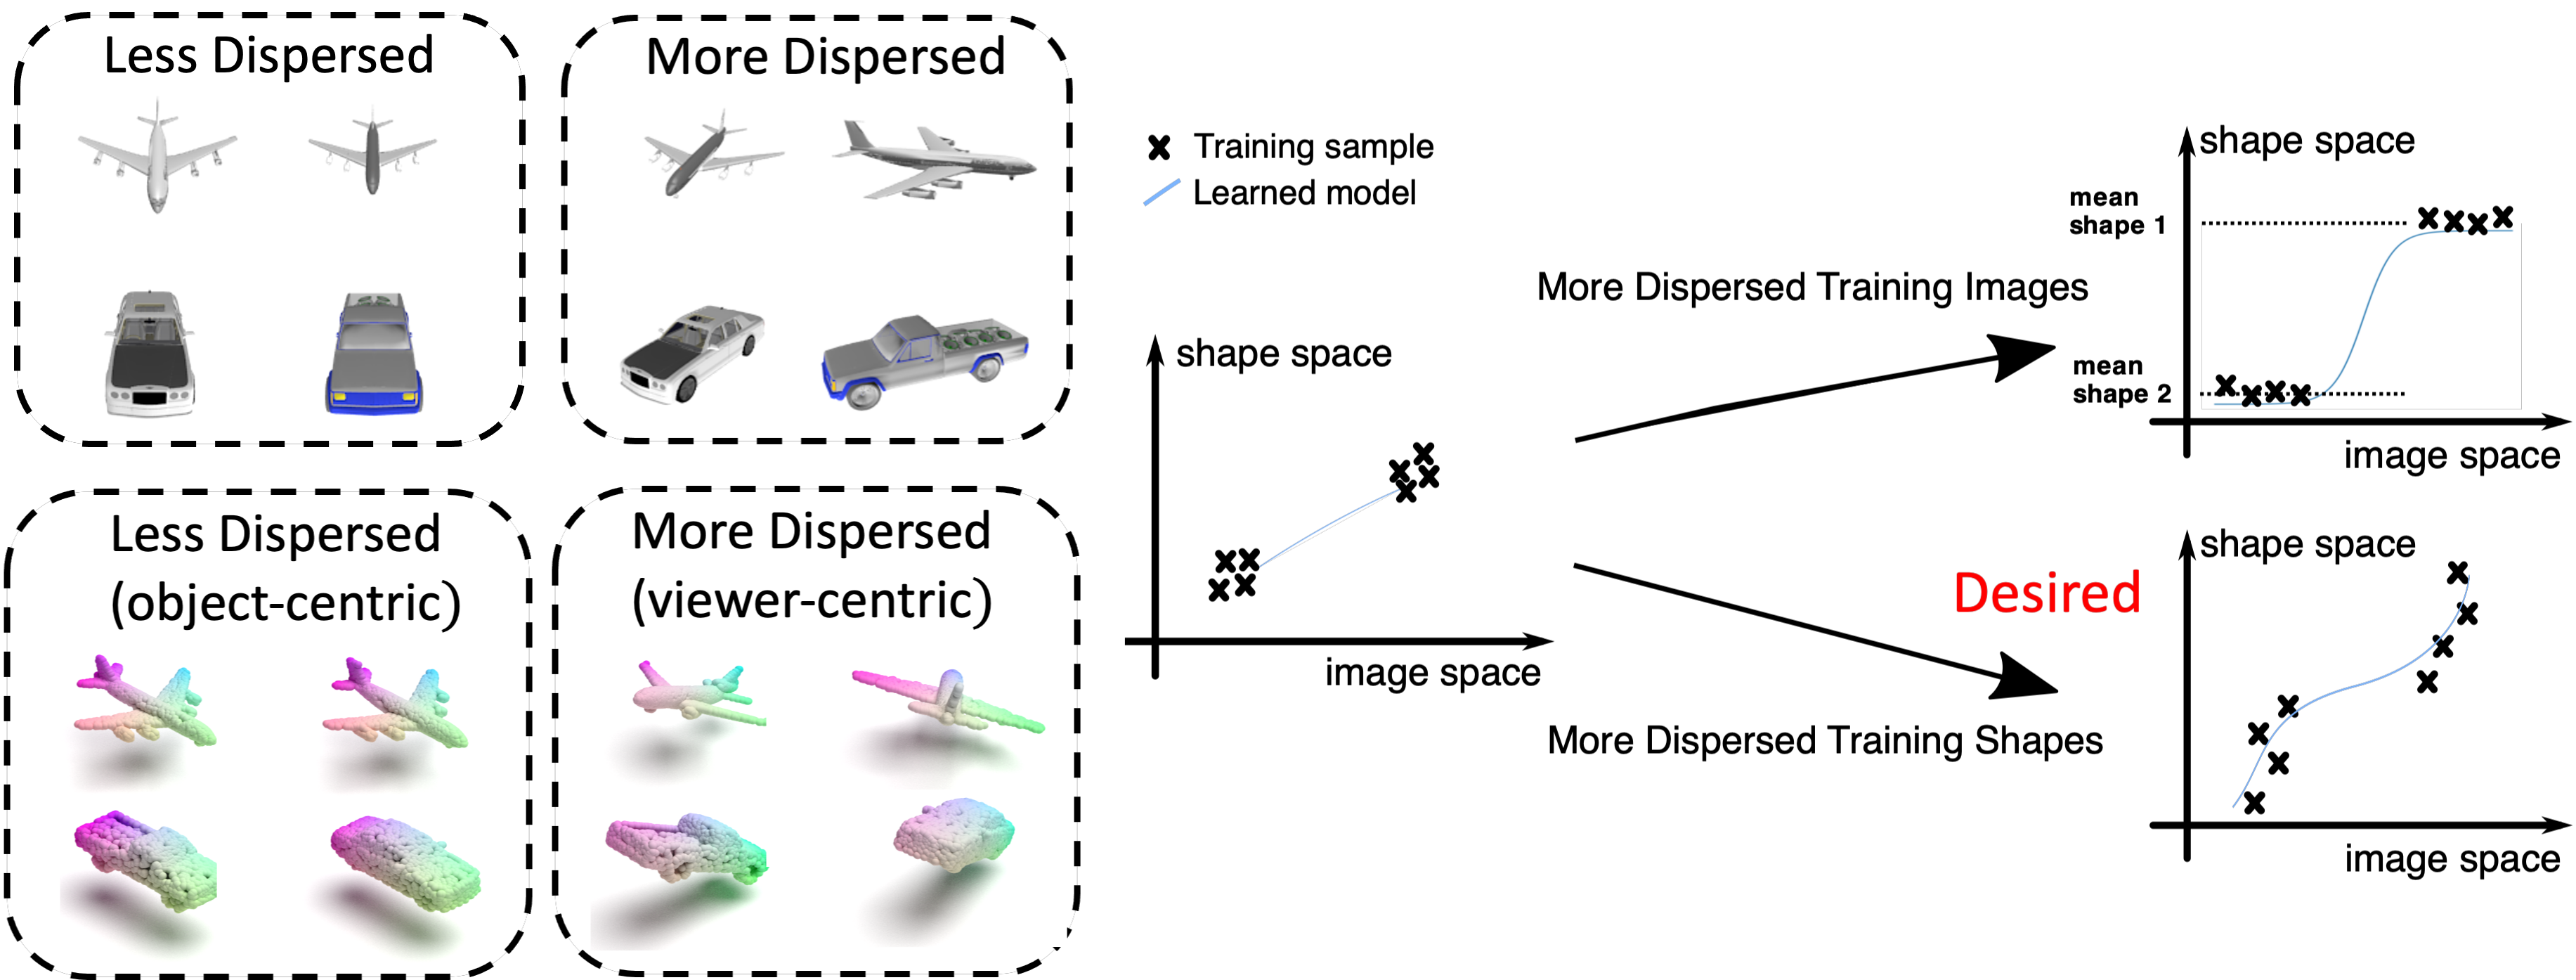 Less Dispersed
More Dispersed
Less Dispersed
(object-centric)
More Dispersed
(viewer-centric)
Training sample
Learned model
shape space
image space
More Dispersed Training Images
More Dispersed Training Shapes
shape space
mean
shape 1
mean
shape 2
image space
Desired
shape space
image space